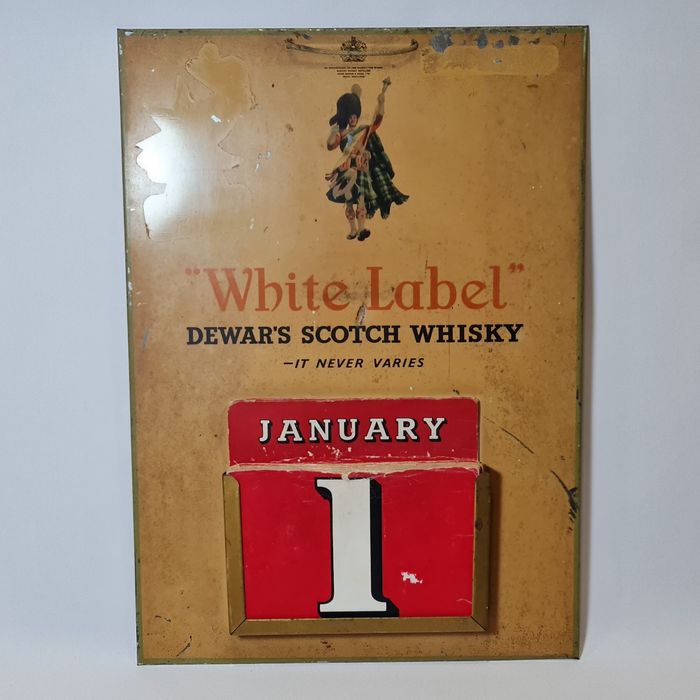 "White Label"
DEWAR'S SCOTCH WHISKY
—IT NEVER VARIES
JANUARY
1